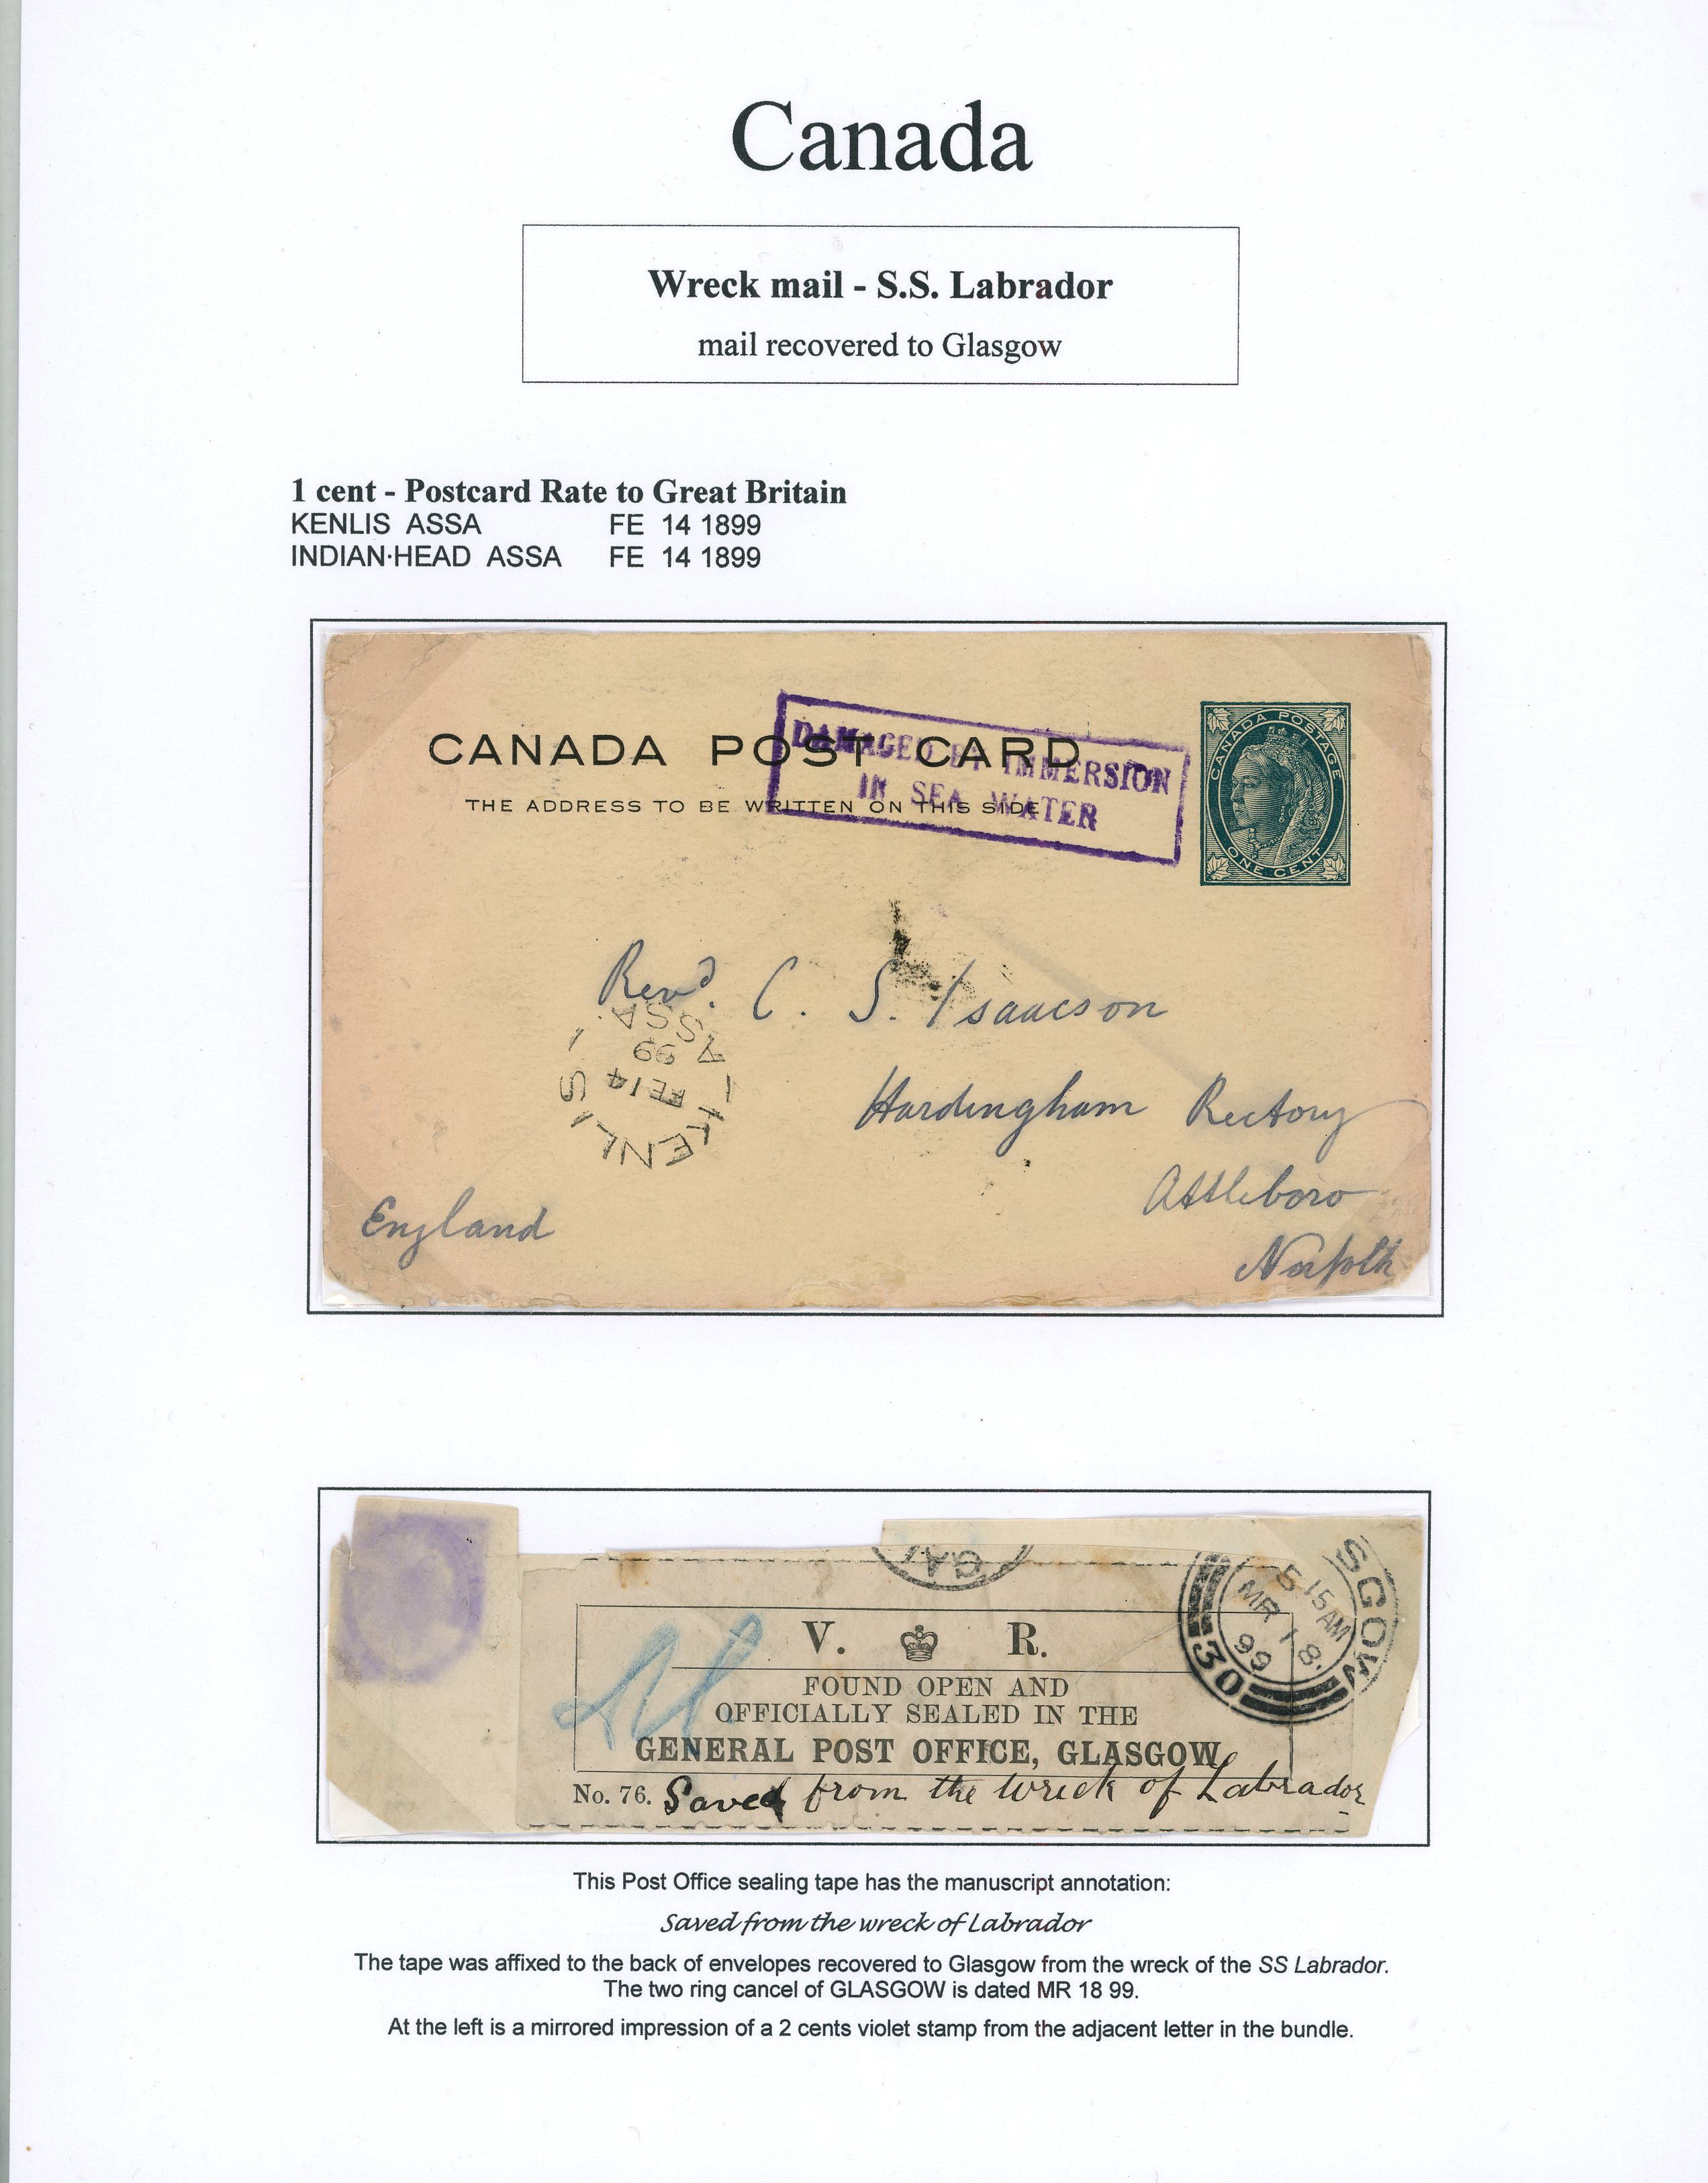 Canada
Wreck mail - S.S. Labrador
mail recovered to Glasgow
1 cent - Postcard Rate to Great Britain
KENLIS ASSA FE 14 1899
INDIAN·HEAD ASSA FE 14 1899
CANADA POST CARD
THE ADDRESS TO BE WRITTEN ON THIS SIDE
DAMAGED BY IMMERSION
IN SEA WATER
CANADA POSTAGE
ONE CENT
Revd. C. S. Isaacson
Hardingham Rectory
Attleboro
Norfolk
England
KENLIS
FE 14
99
ASSA.
V. R.
FOUND OPEN AND
OFFICIALLY SEALED IN THE
GENERAL POST OFFICE, GLASGOW
No. 76. Saved from the wreck of Labrador
SGOW
5 15 AM
MR 18
99
30
This Post Office sealing tape has the manuscript annotation:
Saved from the wreck of Labrador
The tape was affixed to the back of envelopes recovered to Glasgow from the wreck of the SS Labrador.
The two ring cancel of GLASGOW is dated MR 18 99.
At the left is a mirrored impression of a 2 cents violet stamp from the adjacent letter in the bundle.